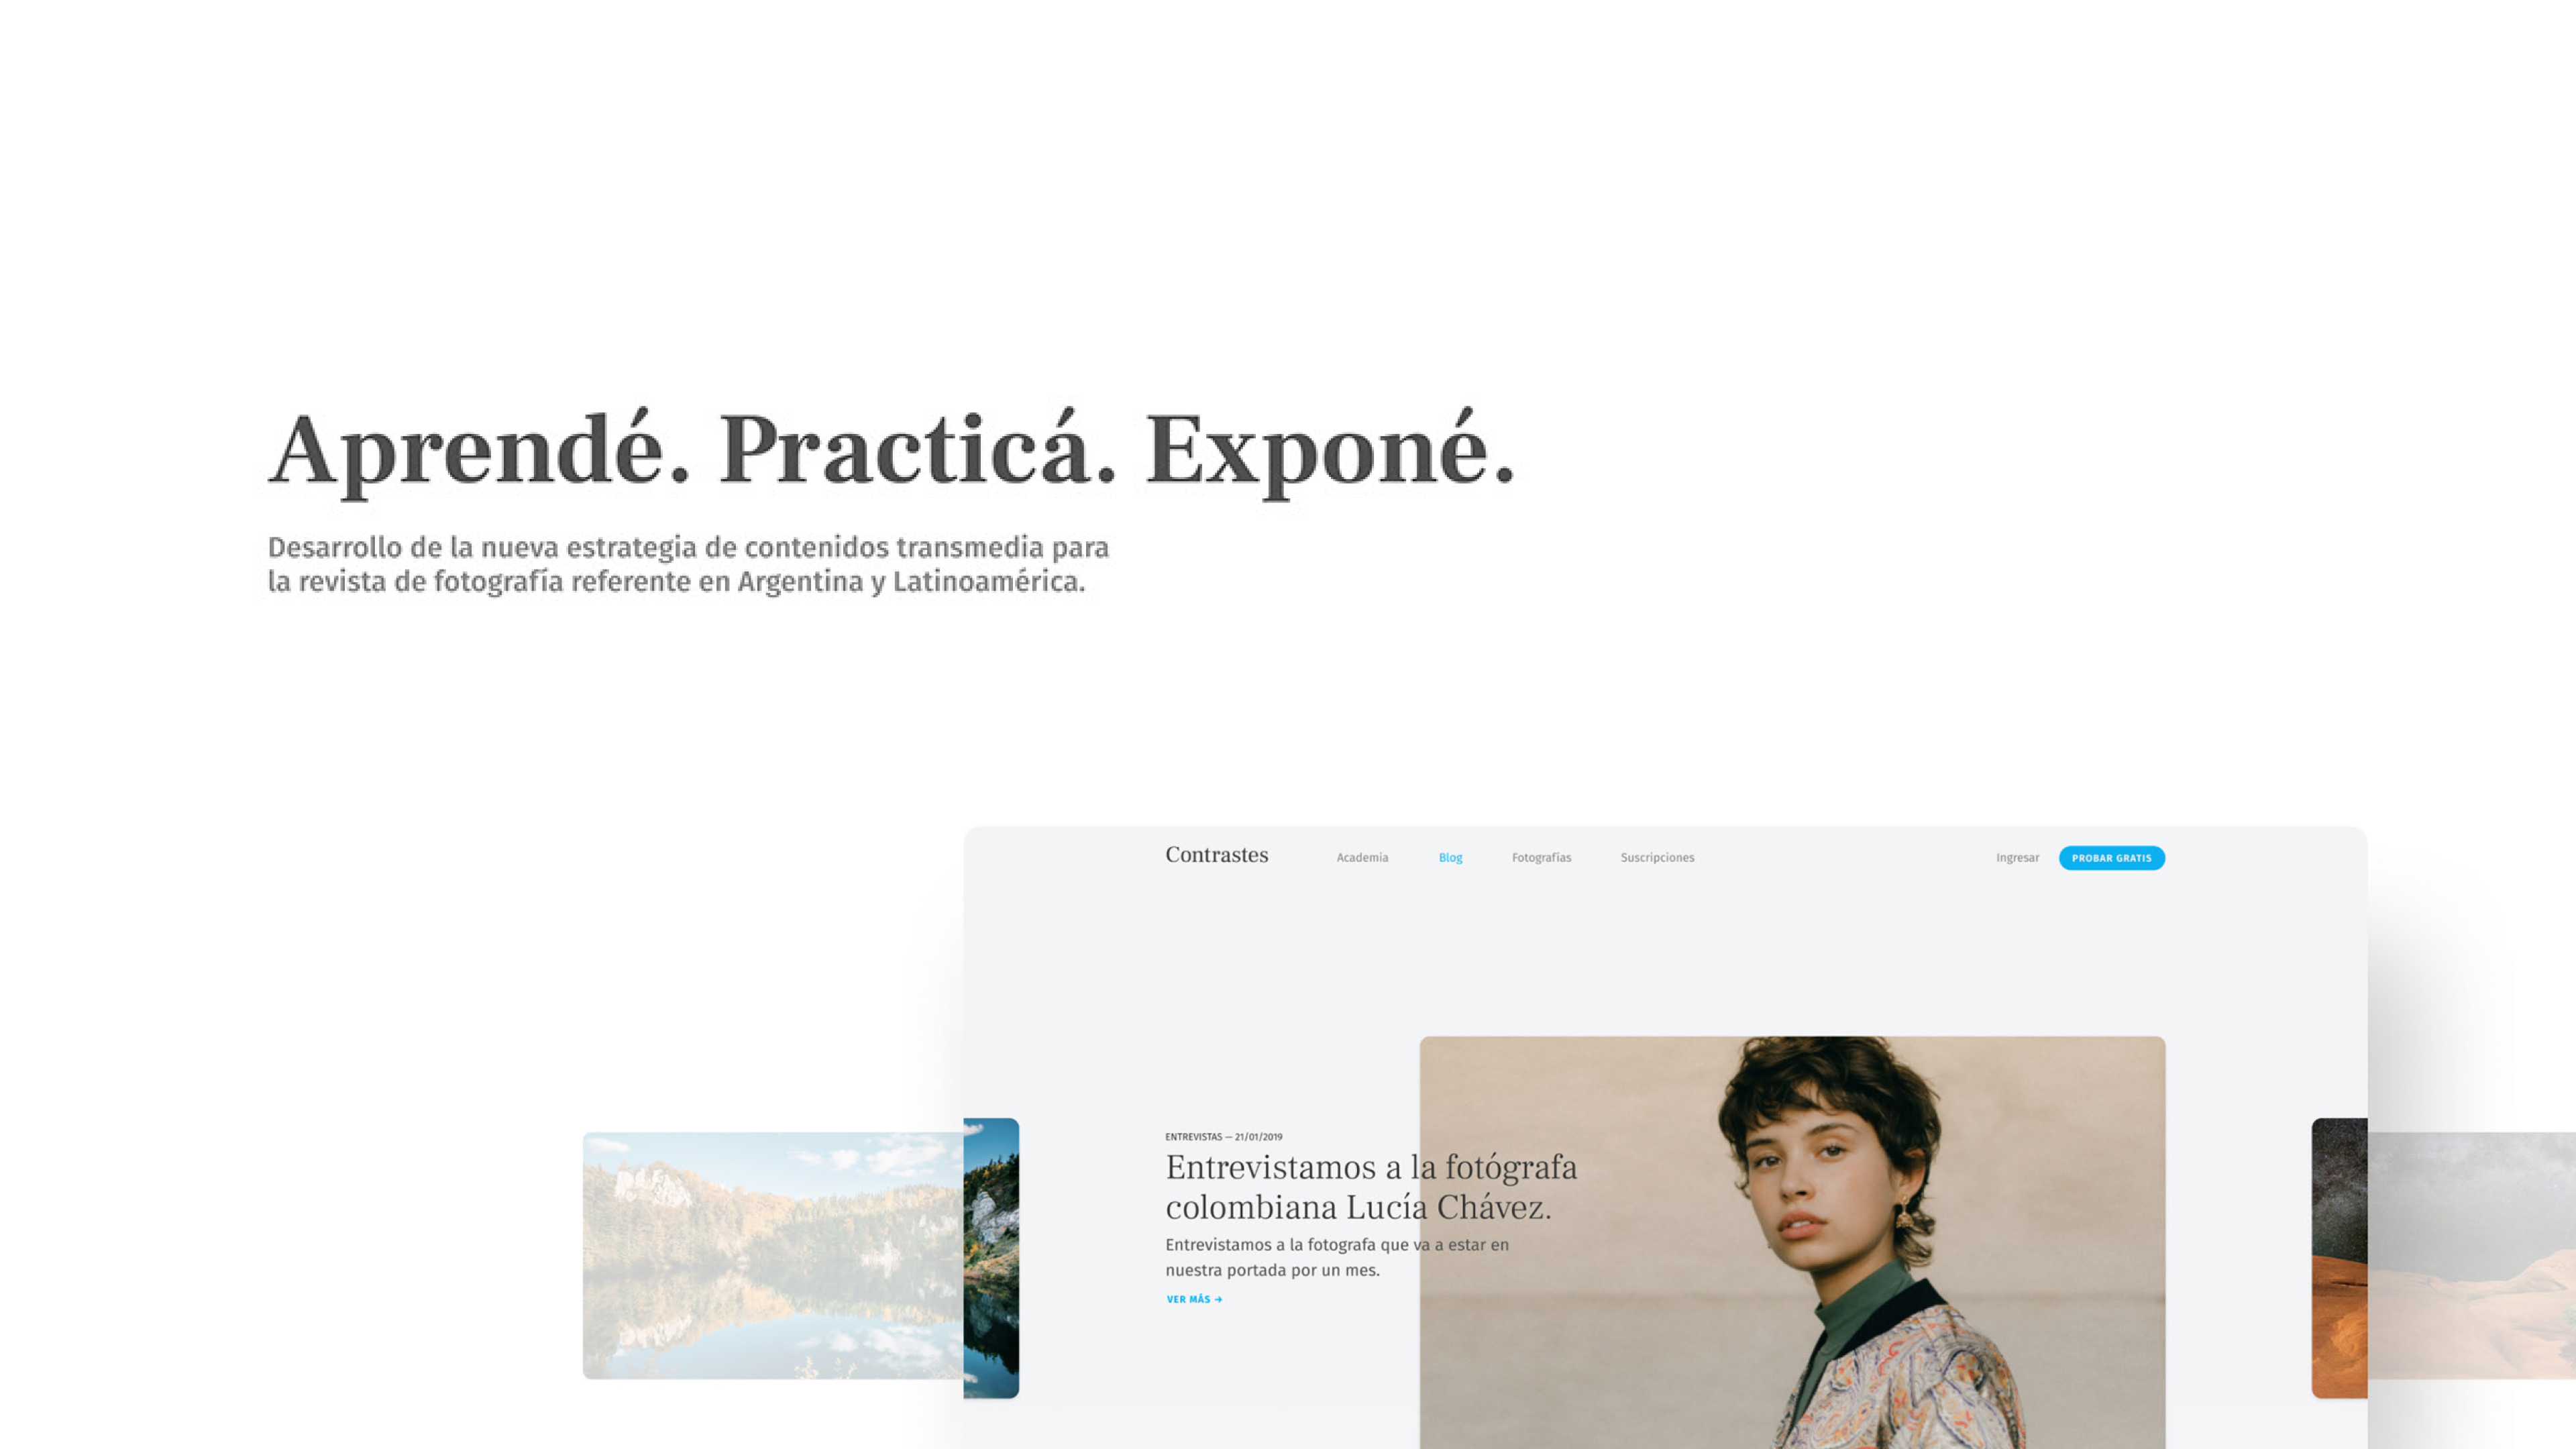 Aprendé. Practicá. Exponé.
Desarrollo de la nueva estrategia de contenidos transmedia para
la revista de fotografía referente en Argentina y Latinoamérica.
Contrastes Academia Blog Fotografías Suscripciones Ingresar PROBAR GRATIS
ENTREVISTAS — 21/01/2019
Entrevistamos a la fotógrafa
colombiana Lucía Chávez.
Entrevistamos a la fotografa que va a estar en
nuestra portada por un mes.
VER MÁS →